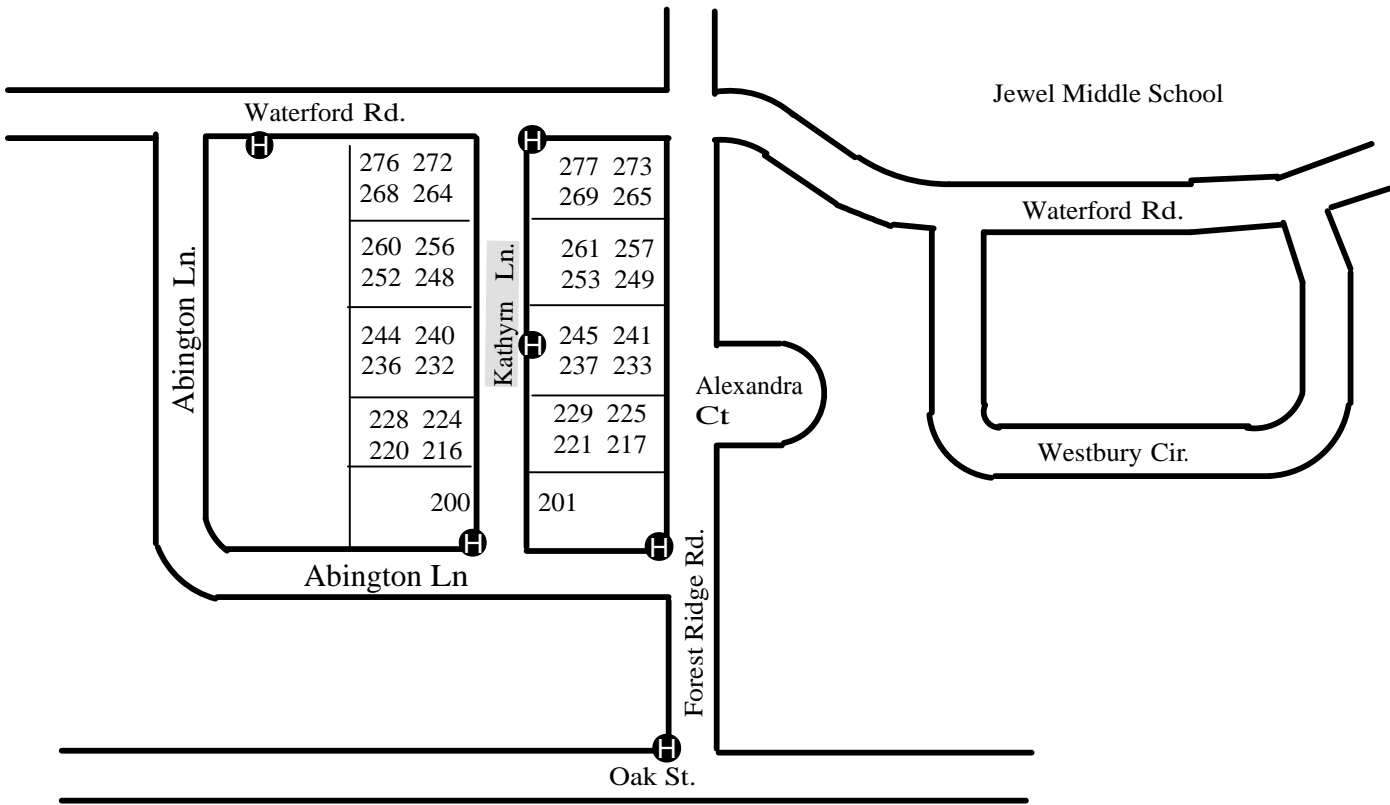 Jewel Middle School
Waterford Rd.
H
H
276 272
268 264
277 273
269 265
Waterford Rd.
Abington Ln.
260 256
252 248
Kathyrn Ln.
261 257
253 249
244 240
236 232
H
245 241
237 233
Alexandra
Ct
228 224
220 216
229 225
221 217
Westbury Cir.
200
201
H
H
Abington Ln
Forest Ridge Rd.
H
Oak St.